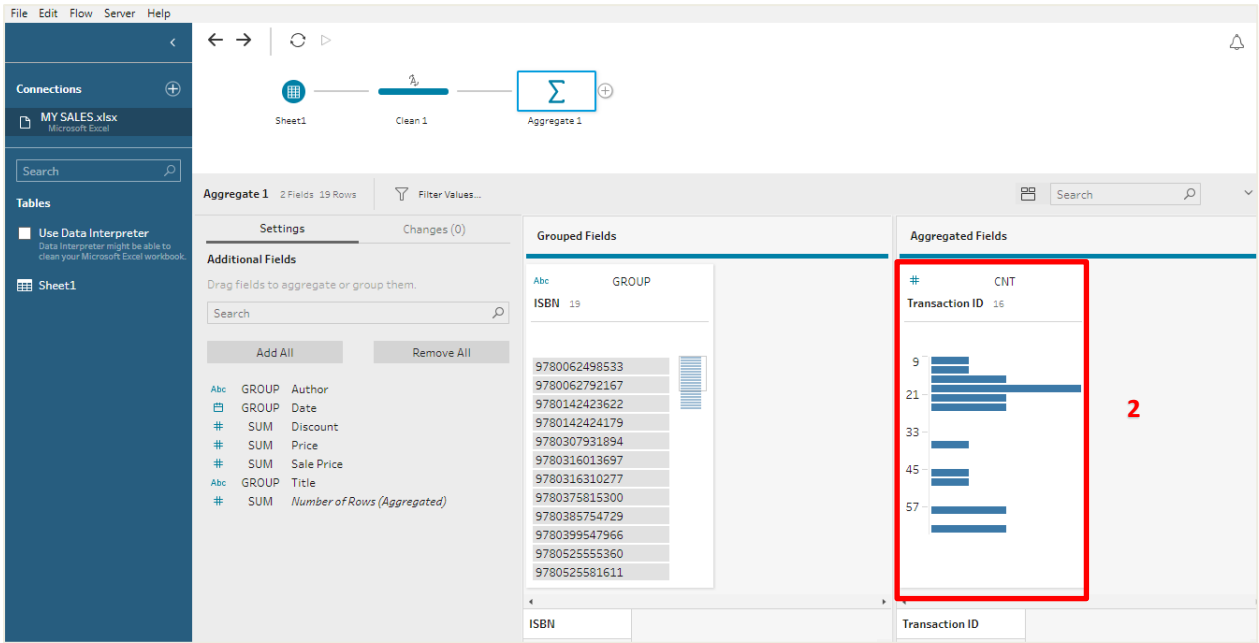 File Edit Flow Server Help
Connections
MY SALES.xlsx
Microsoft Excel
Search
Tables
Use Data Interpreter
Data Interpreter might be able to
clean your Microsoft Excel workbook.
Sheet1
Sheet1
Clean 1
Aggregate 1
Aggregate 1 2 Fields 19 Rows
Filter Values...
Search
Settings
Changes (0)
Additional Fields
Drag fields to aggregate or group them.
Search
Add All
Remove All
Abc GROUP Author
GROUP Date
# SUM Discount
# SUM Price
# SUM Sale Price
Abc GROUP Title
# SUM Number of Rows (Aggregated)
Grouped Fields
Abc GROUP
ISBN 19
9780062498533
9780062792167
9780142423622
9780142424179
9780307931894
9780316013697
9780316310277
9780375815300
9780385754729
9780399547966
9780525555360
9780525581611
ISBN
Aggregated Fields
# CNT
Transaction ID 16
9
21
33
45
57
2
Transaction ID